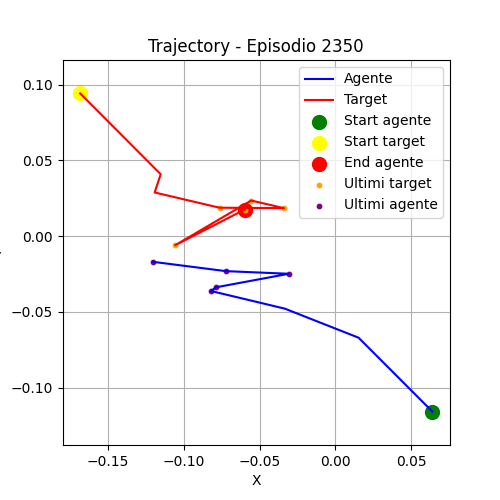 Trajectory - Episodio 2350
Agente
Target
Start agente
Start target
End agente
Ultimi target
Ultimi agente
0.10
0.05
0.00
−0.05
−0.10
−0.15
−0.10
−0.05
0.00
0.05
X